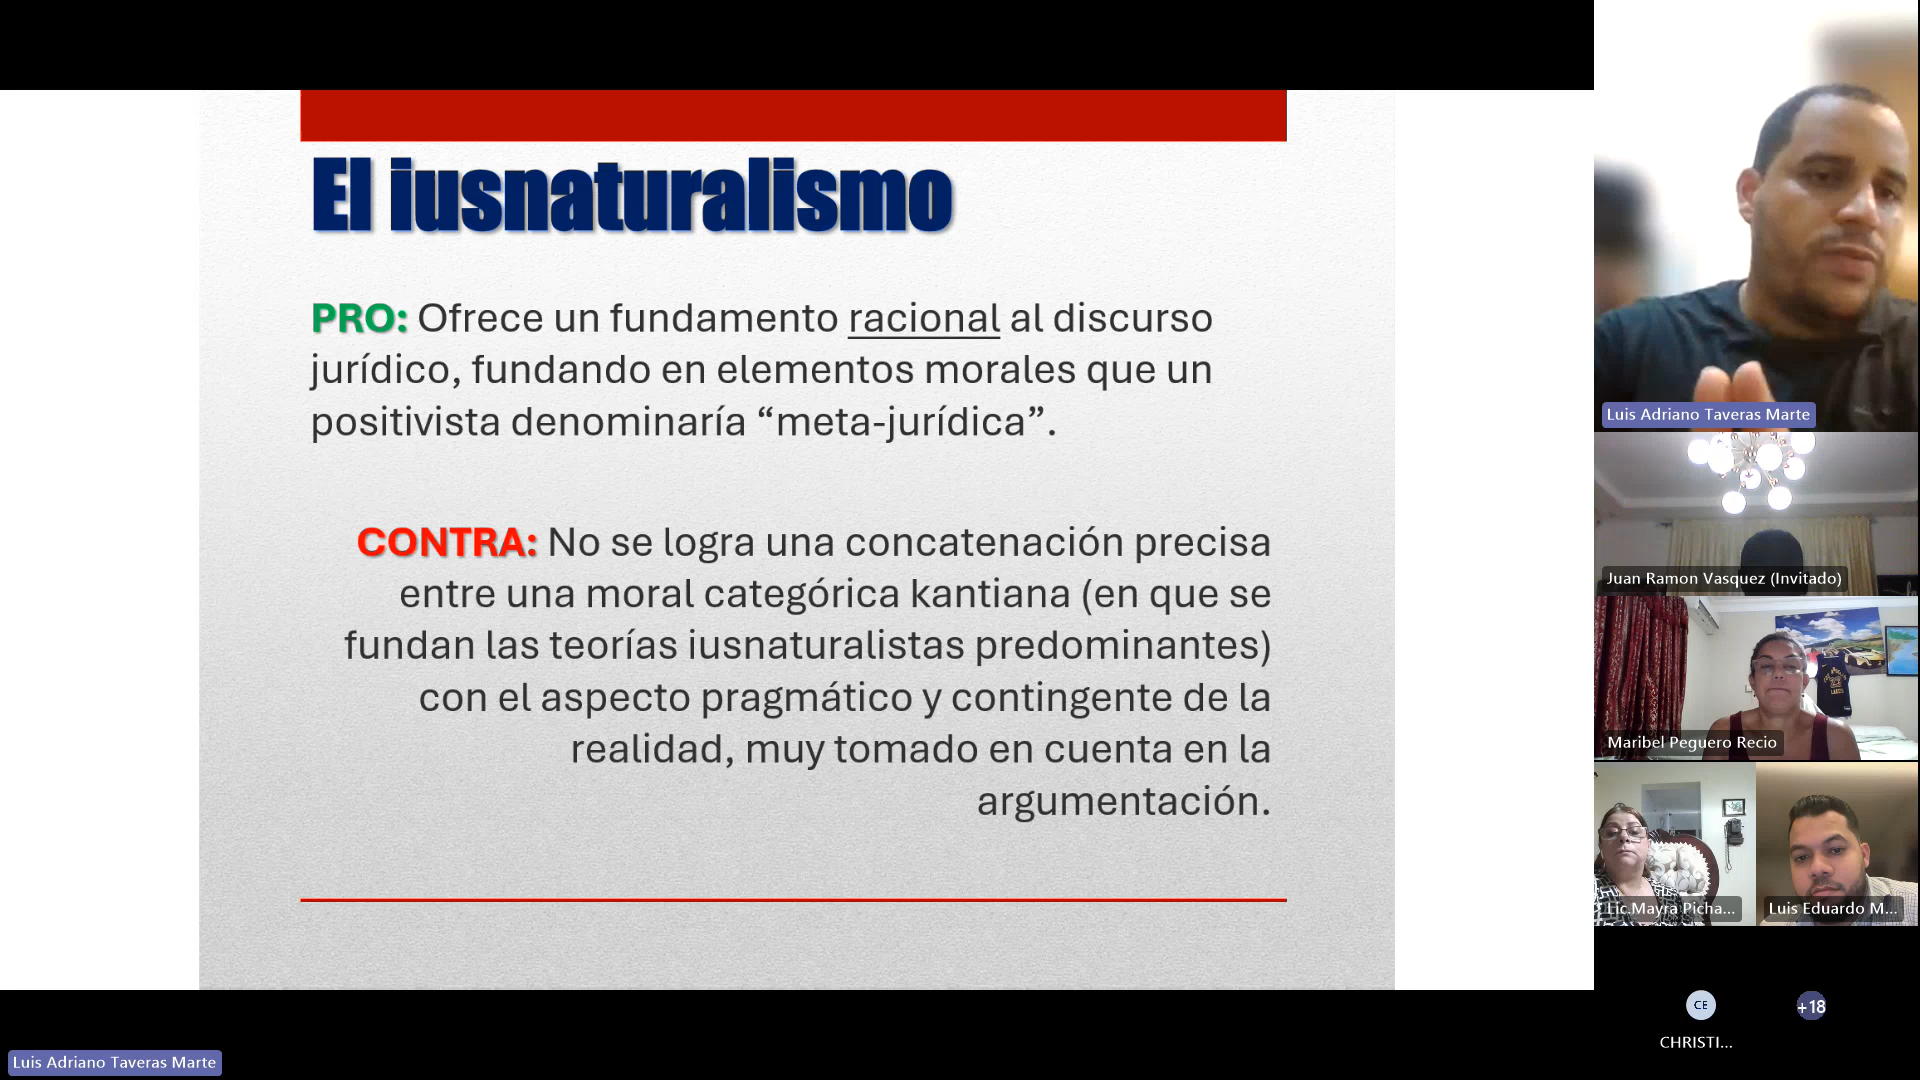 El iusnaturalismo
PRO: Ofrece un fundamento racional al discurso
jurídico, fundando en elementos morales que un
positivista denominaría “meta-jurídica”.
CONTRA: No se logra una concatenación precisa
entre una moral categórica kantiana (en que se
fundan las teorías iusnaturalistas predominantes)
con el aspecto pragmático y contingente de la
realidad, muy tomado en cuenta en la
argumentación.
Luis Adriano Taveras Marte
Juan Ramon Vasquez (Invitado)
Maribel Peguero Recio
Lic.Mayra Picha...
Luis Eduardo M...
CE
+18
CHRISTI...
Luis Adriano Taveras Marte